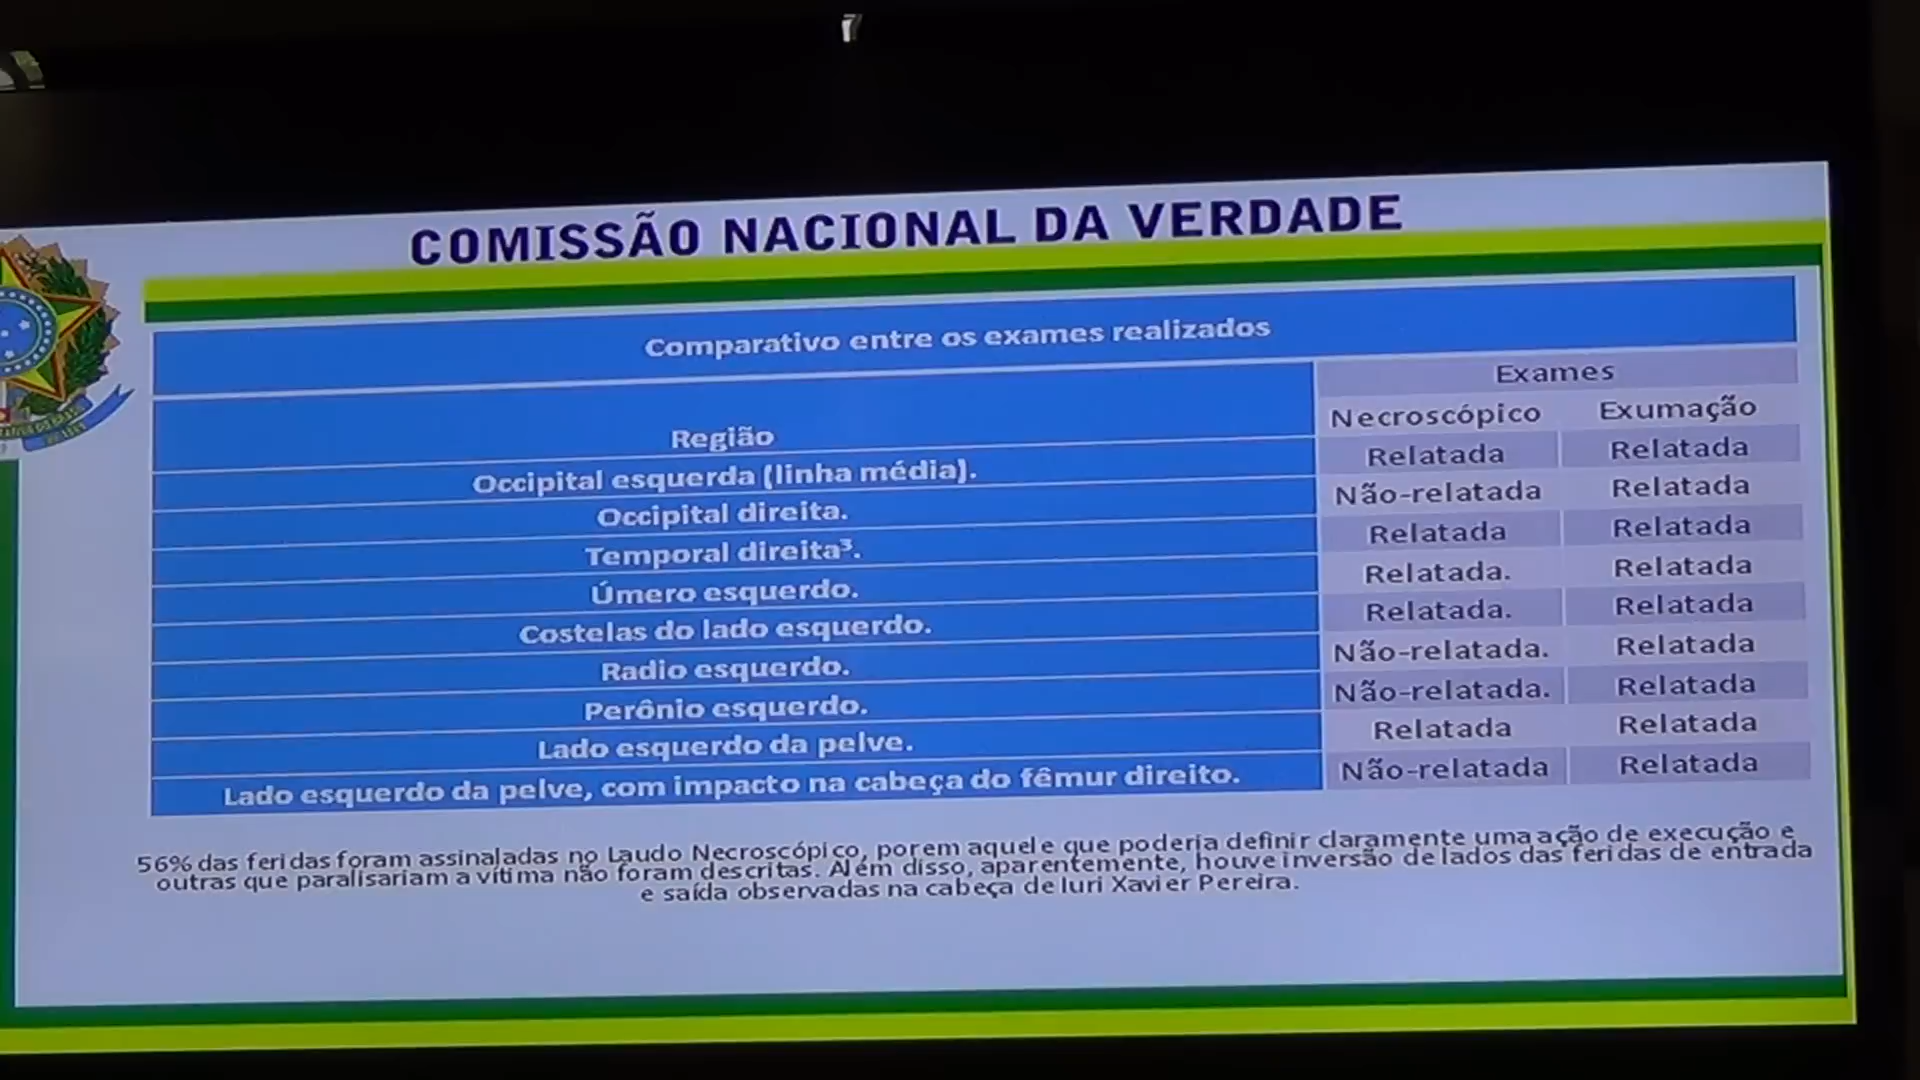 COMISSÃO NACIONAL DA VERDADE
Comparativo entre os exames realizados
Região
Exames
Necroscópico Exumação
Occipital esquerda (linha média). Relatada Relatada
Occipital direita. Não-relatada Relatada
Temporal direita³. Relatada Relatada
Úmero esquerdo. Relatada. Relatada
Costelas do lado esquerdo. Relatada. Relatada
Radio esquerdo. Não-relatada. Relatada
Perônio esquerdo. Não-relatada. Relatada
Lado esquerdo da pelve. Relatada Relatada
Lado esquerdo da pelve, com impacto na cabeça do fêmur direito. Não-relatada Relatada
56% das feridas foram assinaladas no Laudo Necroscópico, porem aquele que poderia definir claramente uma ação de execução e
outras que paralisariam a vítima não foram descritas. Além disso, aparentemente, houve inversão de lados das feridas de entrada
e saída observadas na cabeça de Iuri Xavier Pereira.